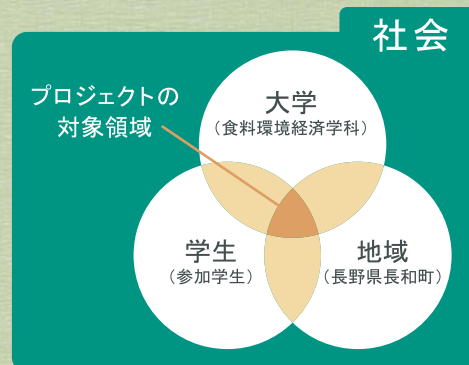 社会
プロジェクトの
対象領域
大学
（食料環境経済学科）
学生
（参加学生）
地域
（長野県長和町）